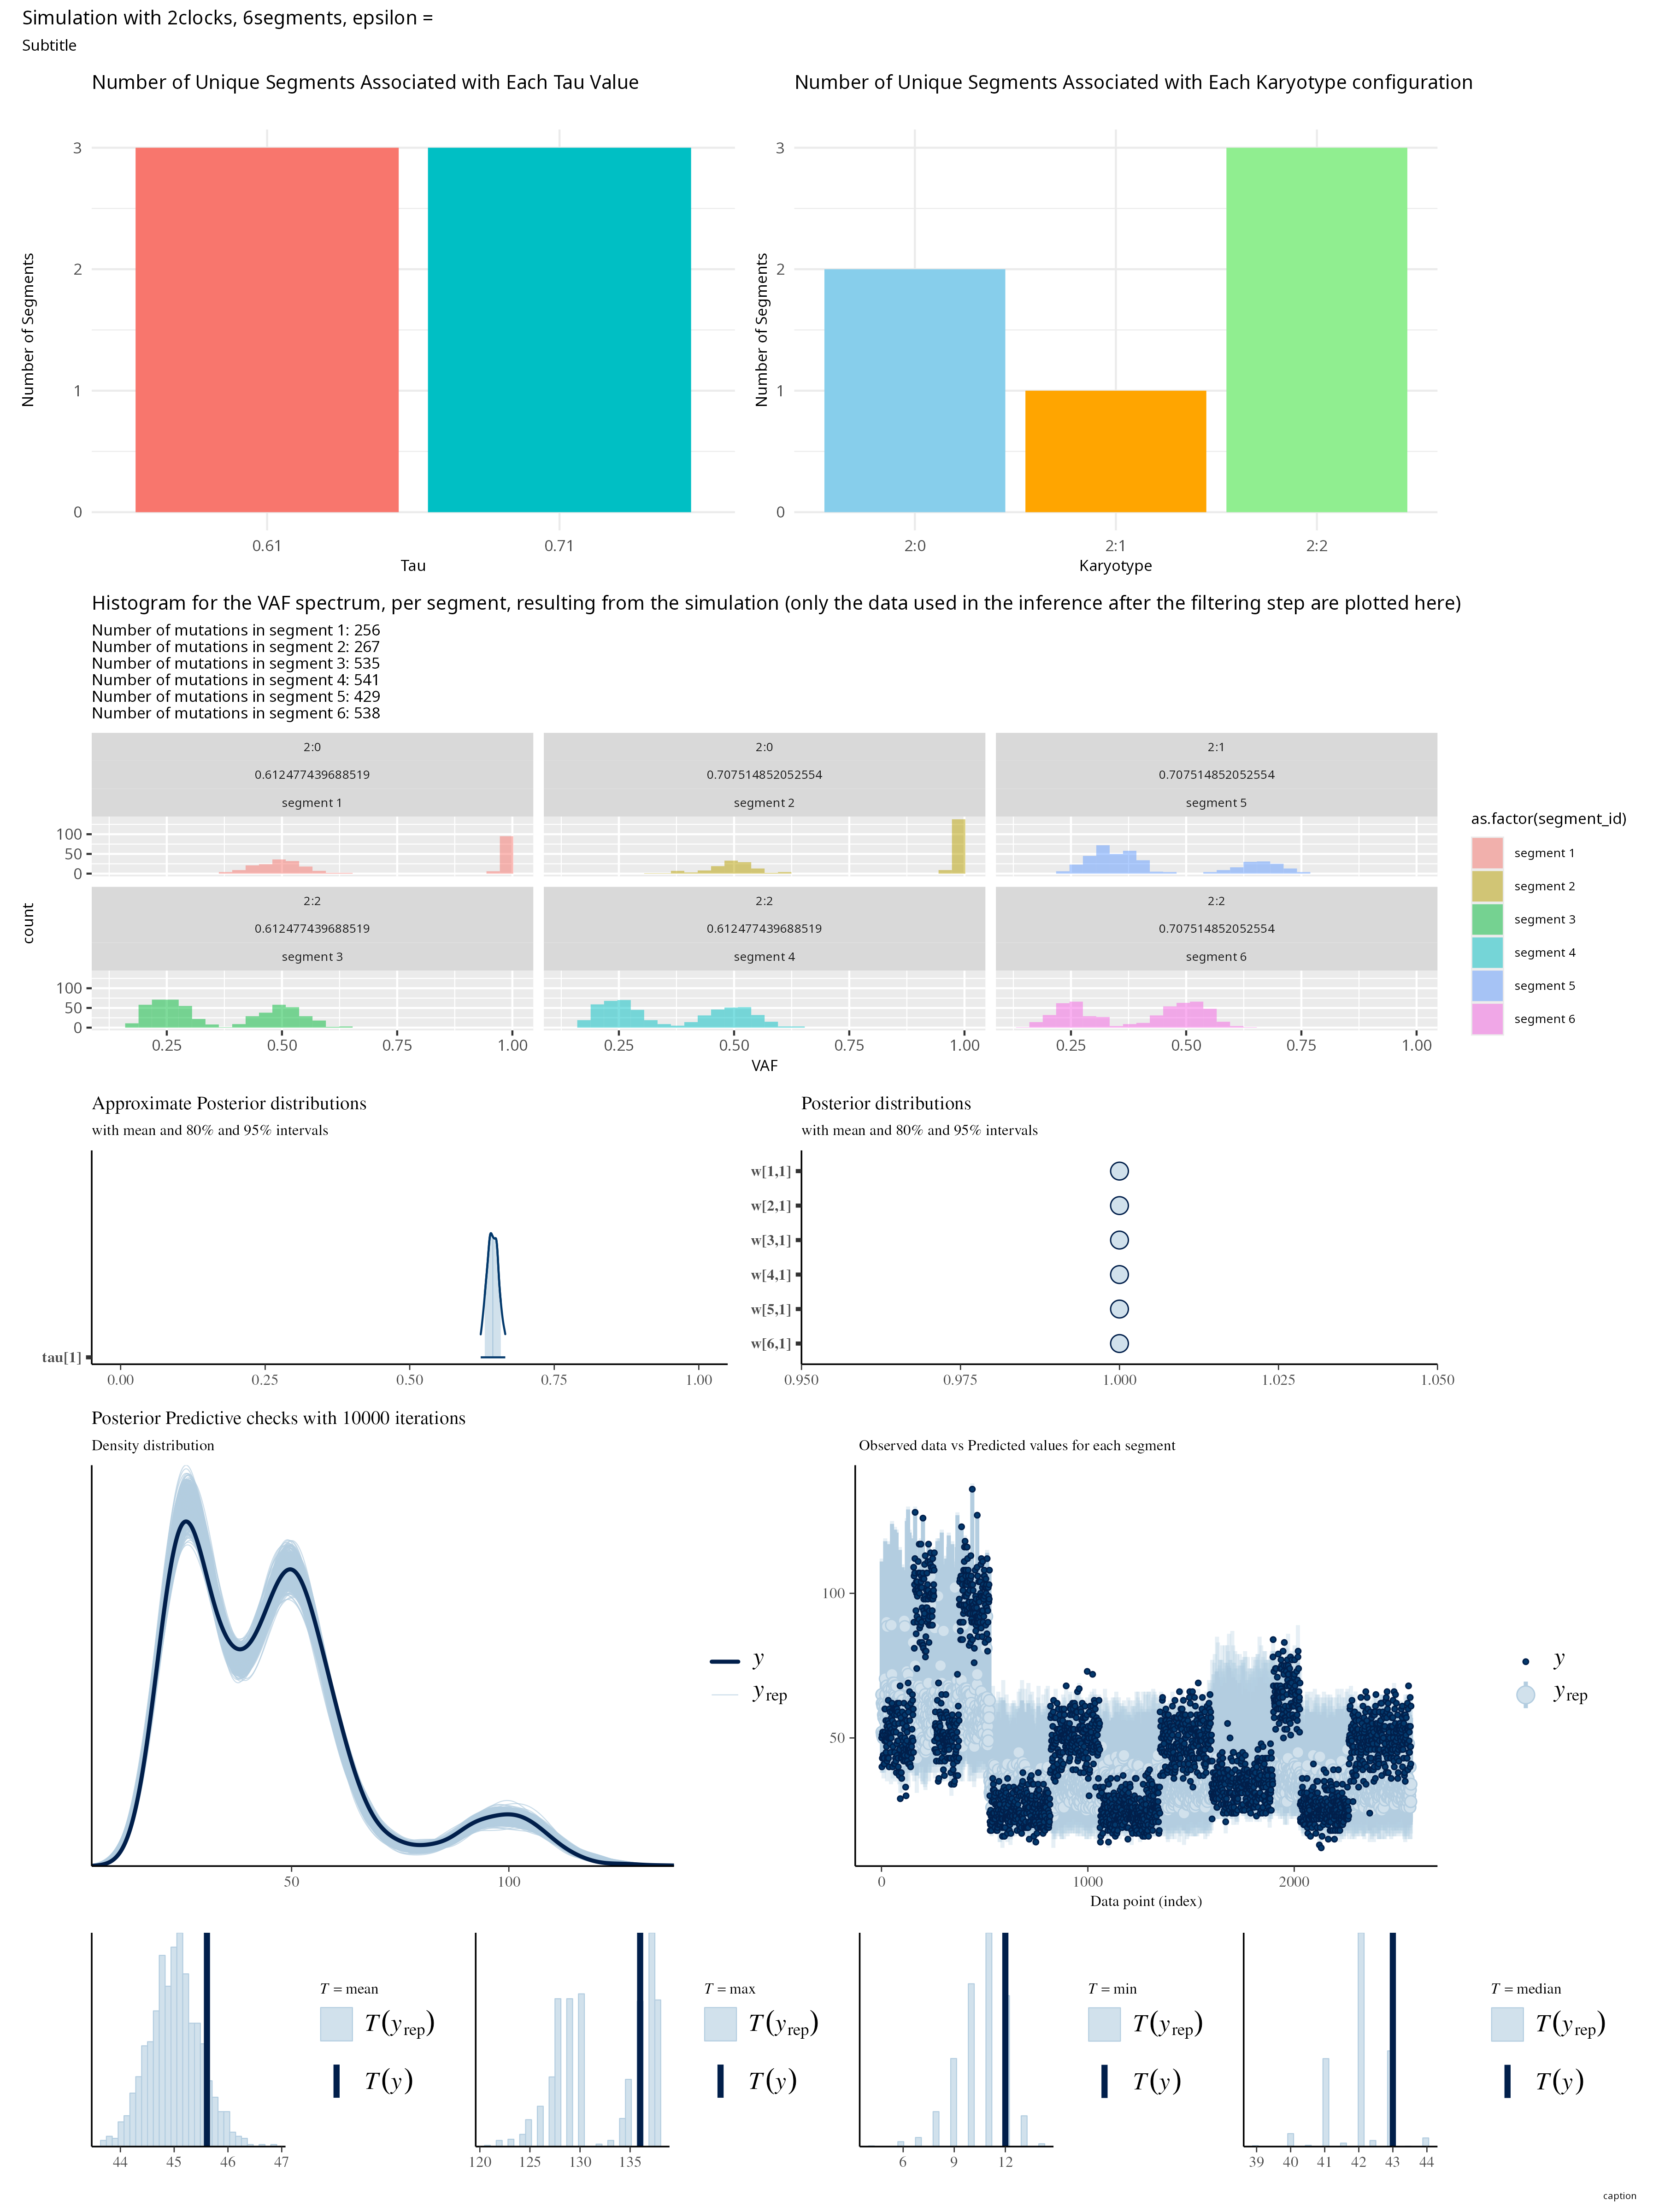 Simulation with 2clocks, 6segments, epsilon =
Subtitle
Number of Unique Segments Associated with Each Tau Value
Number of Segments
3
2
1
0
0.61
0.71
Tau
Number of Unique Segments Associated with Each Karyotype configuration
Number of Segments
3
2
1
0
2:0
2:1
2:2
Karyotype
Histogram for the VAF spectrum, per segment, resulting from the simulation (only the data used in the inference after the filtering step are plotted here)
Number of mutations in segment 1: 256
Number of mutations in segment 2: 267
Number of mutations in segment 3: 535
Number of mutations in segment 4: 541
Number of mutations in segment 5: 429
Number of mutations in segment 6: 538
2:0
0.612477439688519
segment 1
2:0
0.707514852052554
segment 2
2:1
0.707514852052554
segment 5
100
50
0
2:2
0.612477439688519
segment 3
2:2
0.612477439688519
segment 4
2:2
0.707514852052554
segment 6
100
50
0
count
0.25 0.50 0.75 1.00
0.25 0.50 0.75 1.00
0.25 0.50 0.75 1.00
VAF
as.factor(segment_id)
segment 1
segment 2
segment 3
segment 4
segment 5
segment 6
Approximate Posterior distributions
with mean and 80% and 95% intervals
tau[1]
0.00 0.25 0.50 0.75 1.00
Posterior distributions
with mean and 80% and 95% intervals
w[1,1]
w[2,1]
w[3,1]
w[4,1]
w[5,1]
w[6,1]
0.950 0.975 1.000 1.025 1.050
Posterior Predictive checks with 10000 iterations
Density distribution
50 100
y
yrep
Observed data vs Predicted values for each segment
100
50
0 1000 2000
Data point (index)
y
yrep
44 45 46 47
T = mean
T(yrep)
T(y)
120 125 130 135
T = max
T(yrep)
T(y)
6 9 12
T = min
T(yrep)
T(y)
39 40 41 42 43 44
T = median
T(yrep)
T(y)
caption